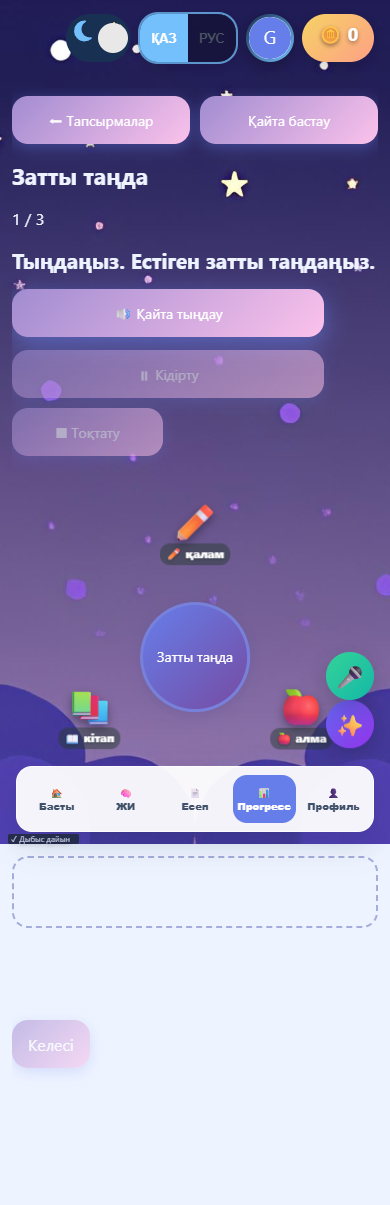 ҚАЗ РУС G 0
⬅ Тапсырмалар Қайта бастау
Затты таңда
1 / 3
Тыңдаңыз. Естіген затты таңдаңыз.
Қайта тыңдау
⏸ Кідірту
⏹ Тоқтату
қалам
Затты таңда
кітап алма
Басты ЖИ Есеп Прогресс Профиль
✓ Дыбыс дайын
Келесі